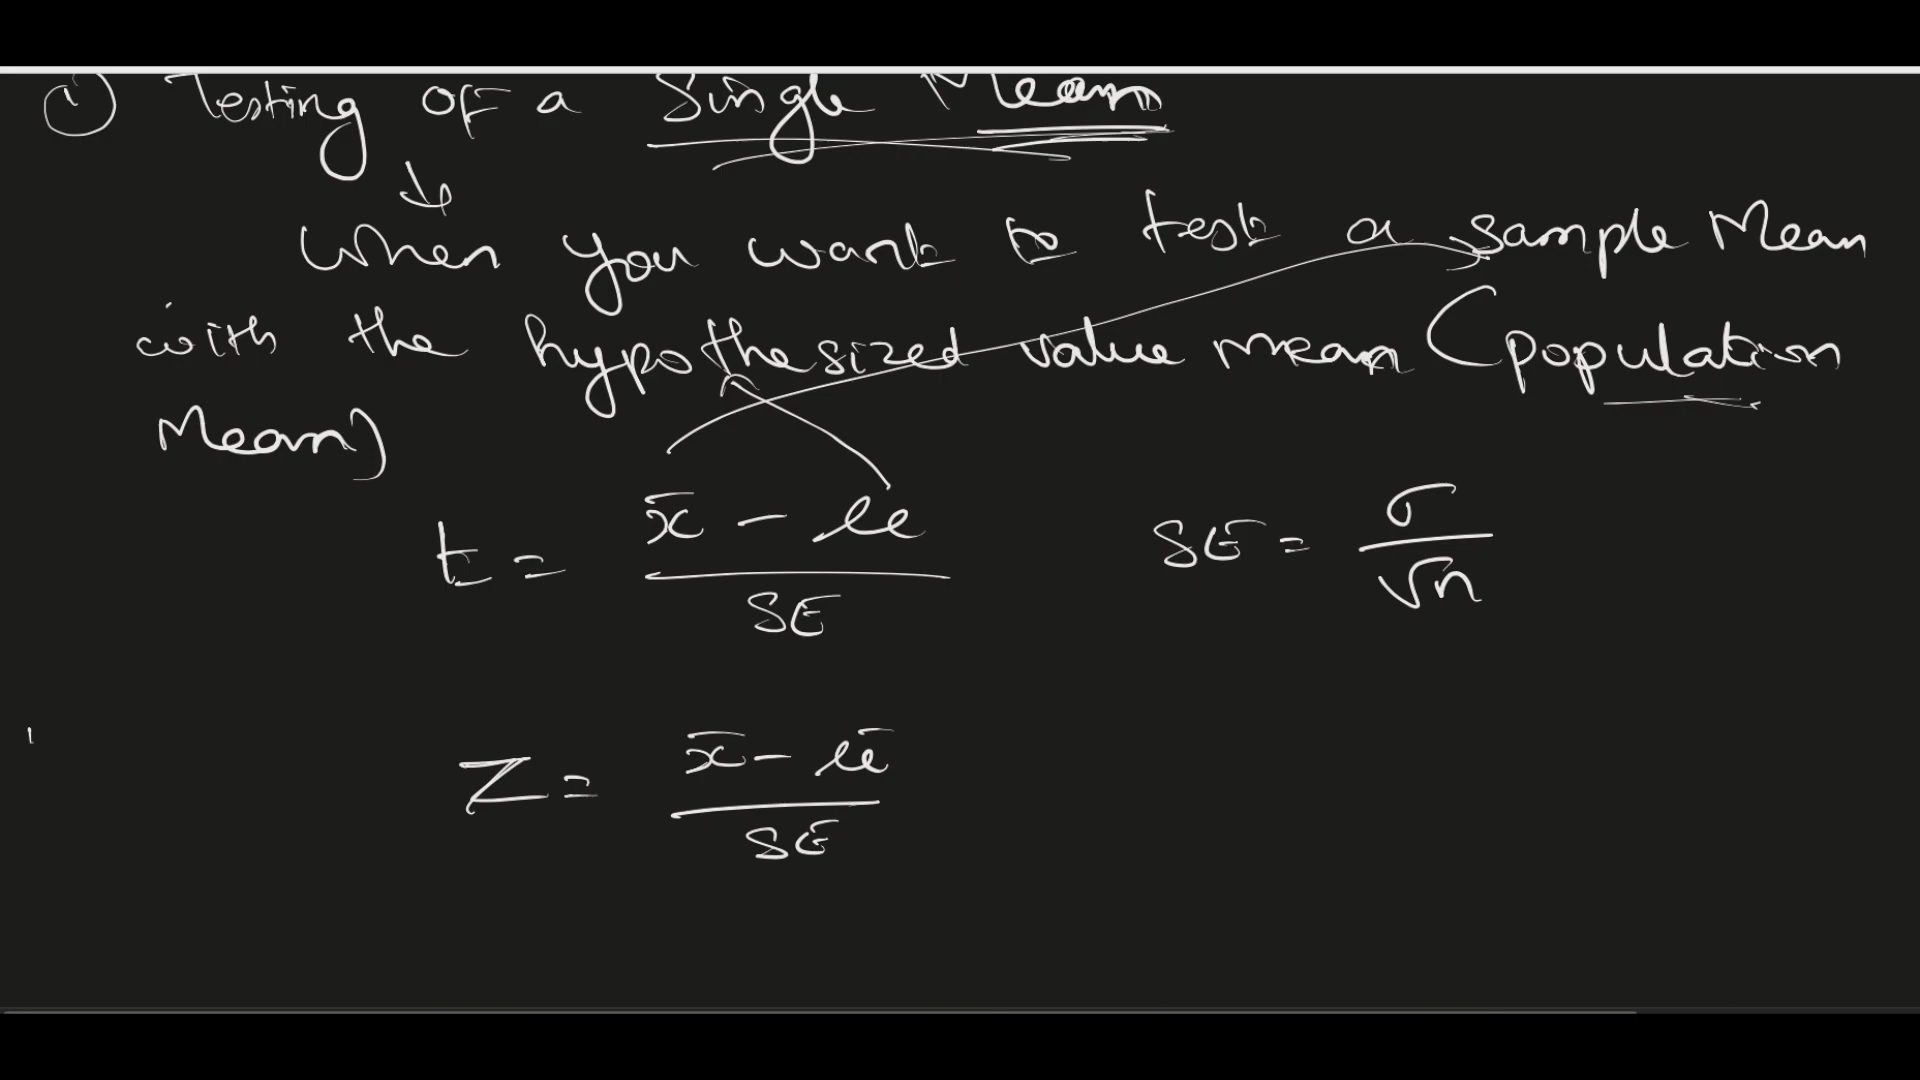 ① Testing of a Single Mean
When you want to test a sample Mean
with the hypothesized value mean (population
Mean)
t = x̄ - μ / SE
SE = σ / √n
Z = x̄ - μ / SE